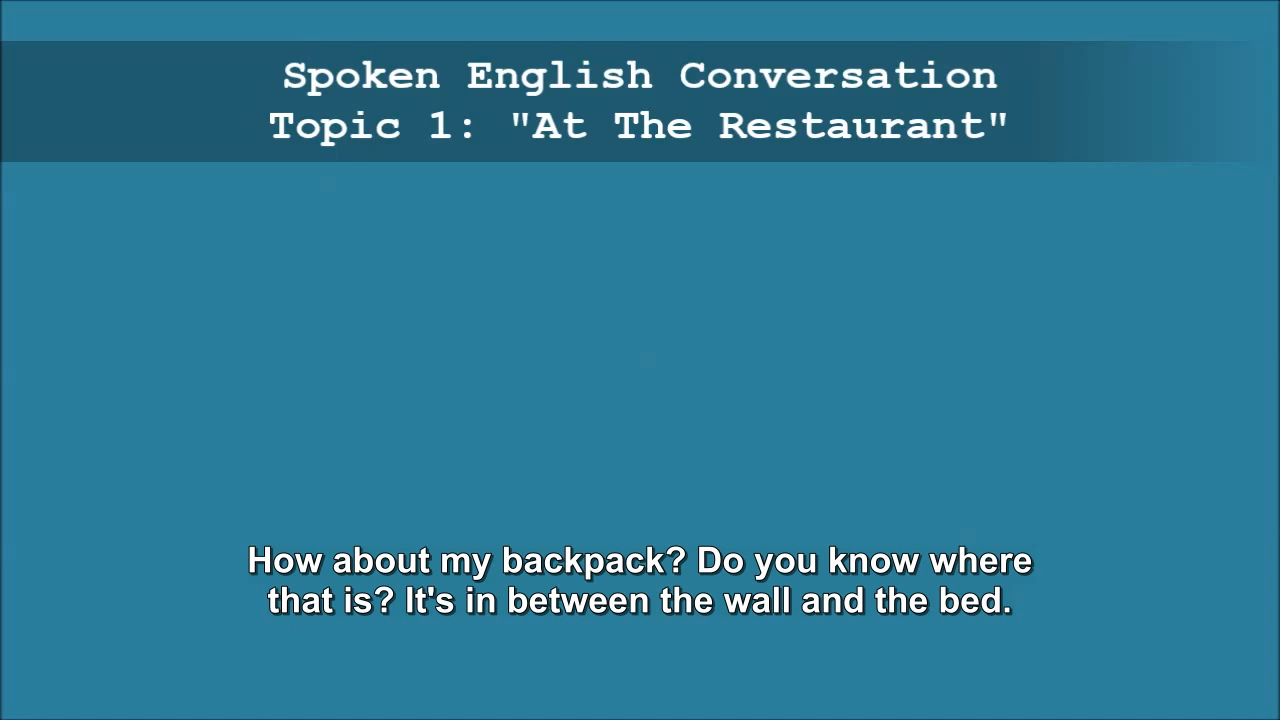 Spoken English Conversation
Topic 1: "At The Restaurant"
How about my backpack? Do you know where
that is? It's in between the wall and the bed.